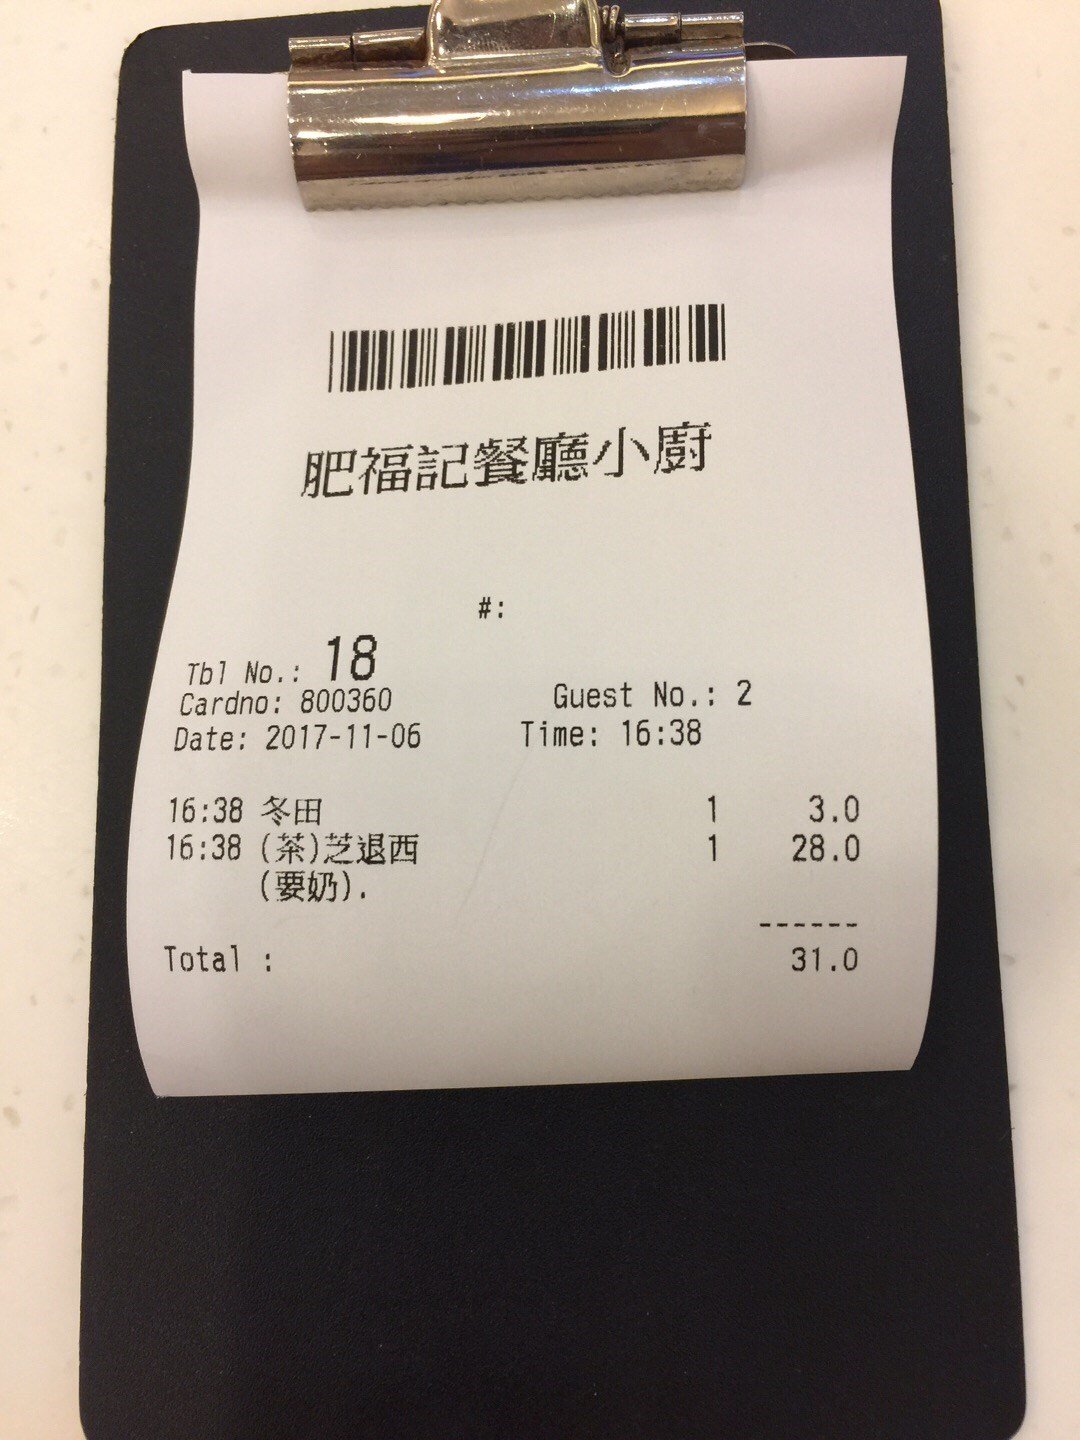 肥福記餐廳小廚
#:
Tbl No.: 18
Cardno: 800360 Guest No.: 2
Date: 2017-11-06 Time: 16:38
16:38 冬田 1 3.0
16:38 (茶)芝退西 1 28.0
(要奶).
------
Total : 31.0